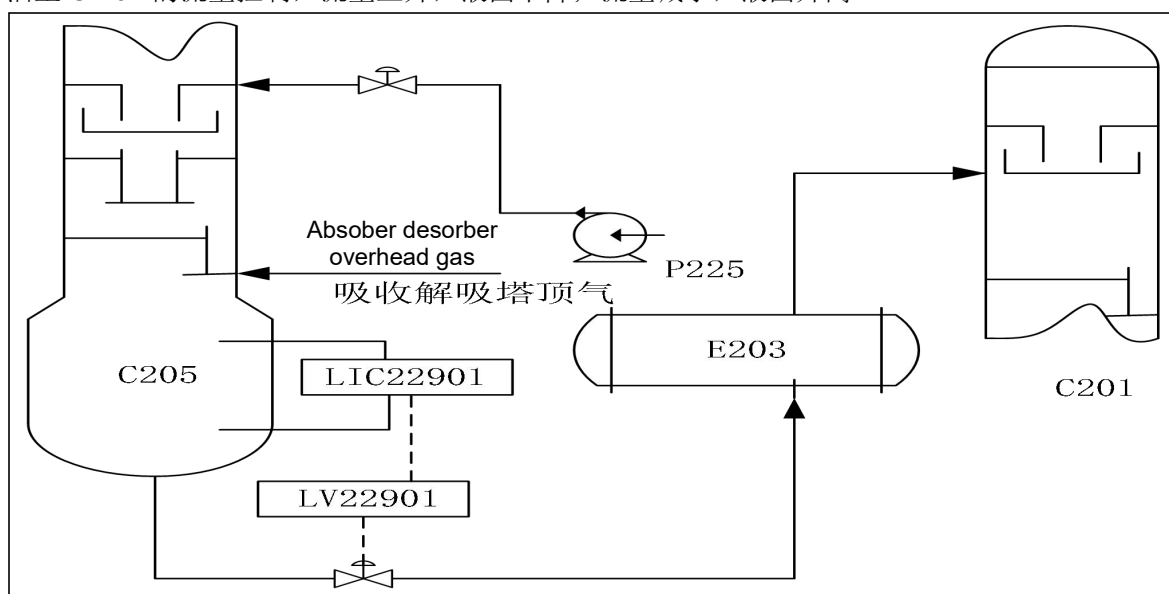 Absober desorber
overhead gas
吸收解吸塔顶气
P225
E203
C205
LIC22901
C201
LV22901